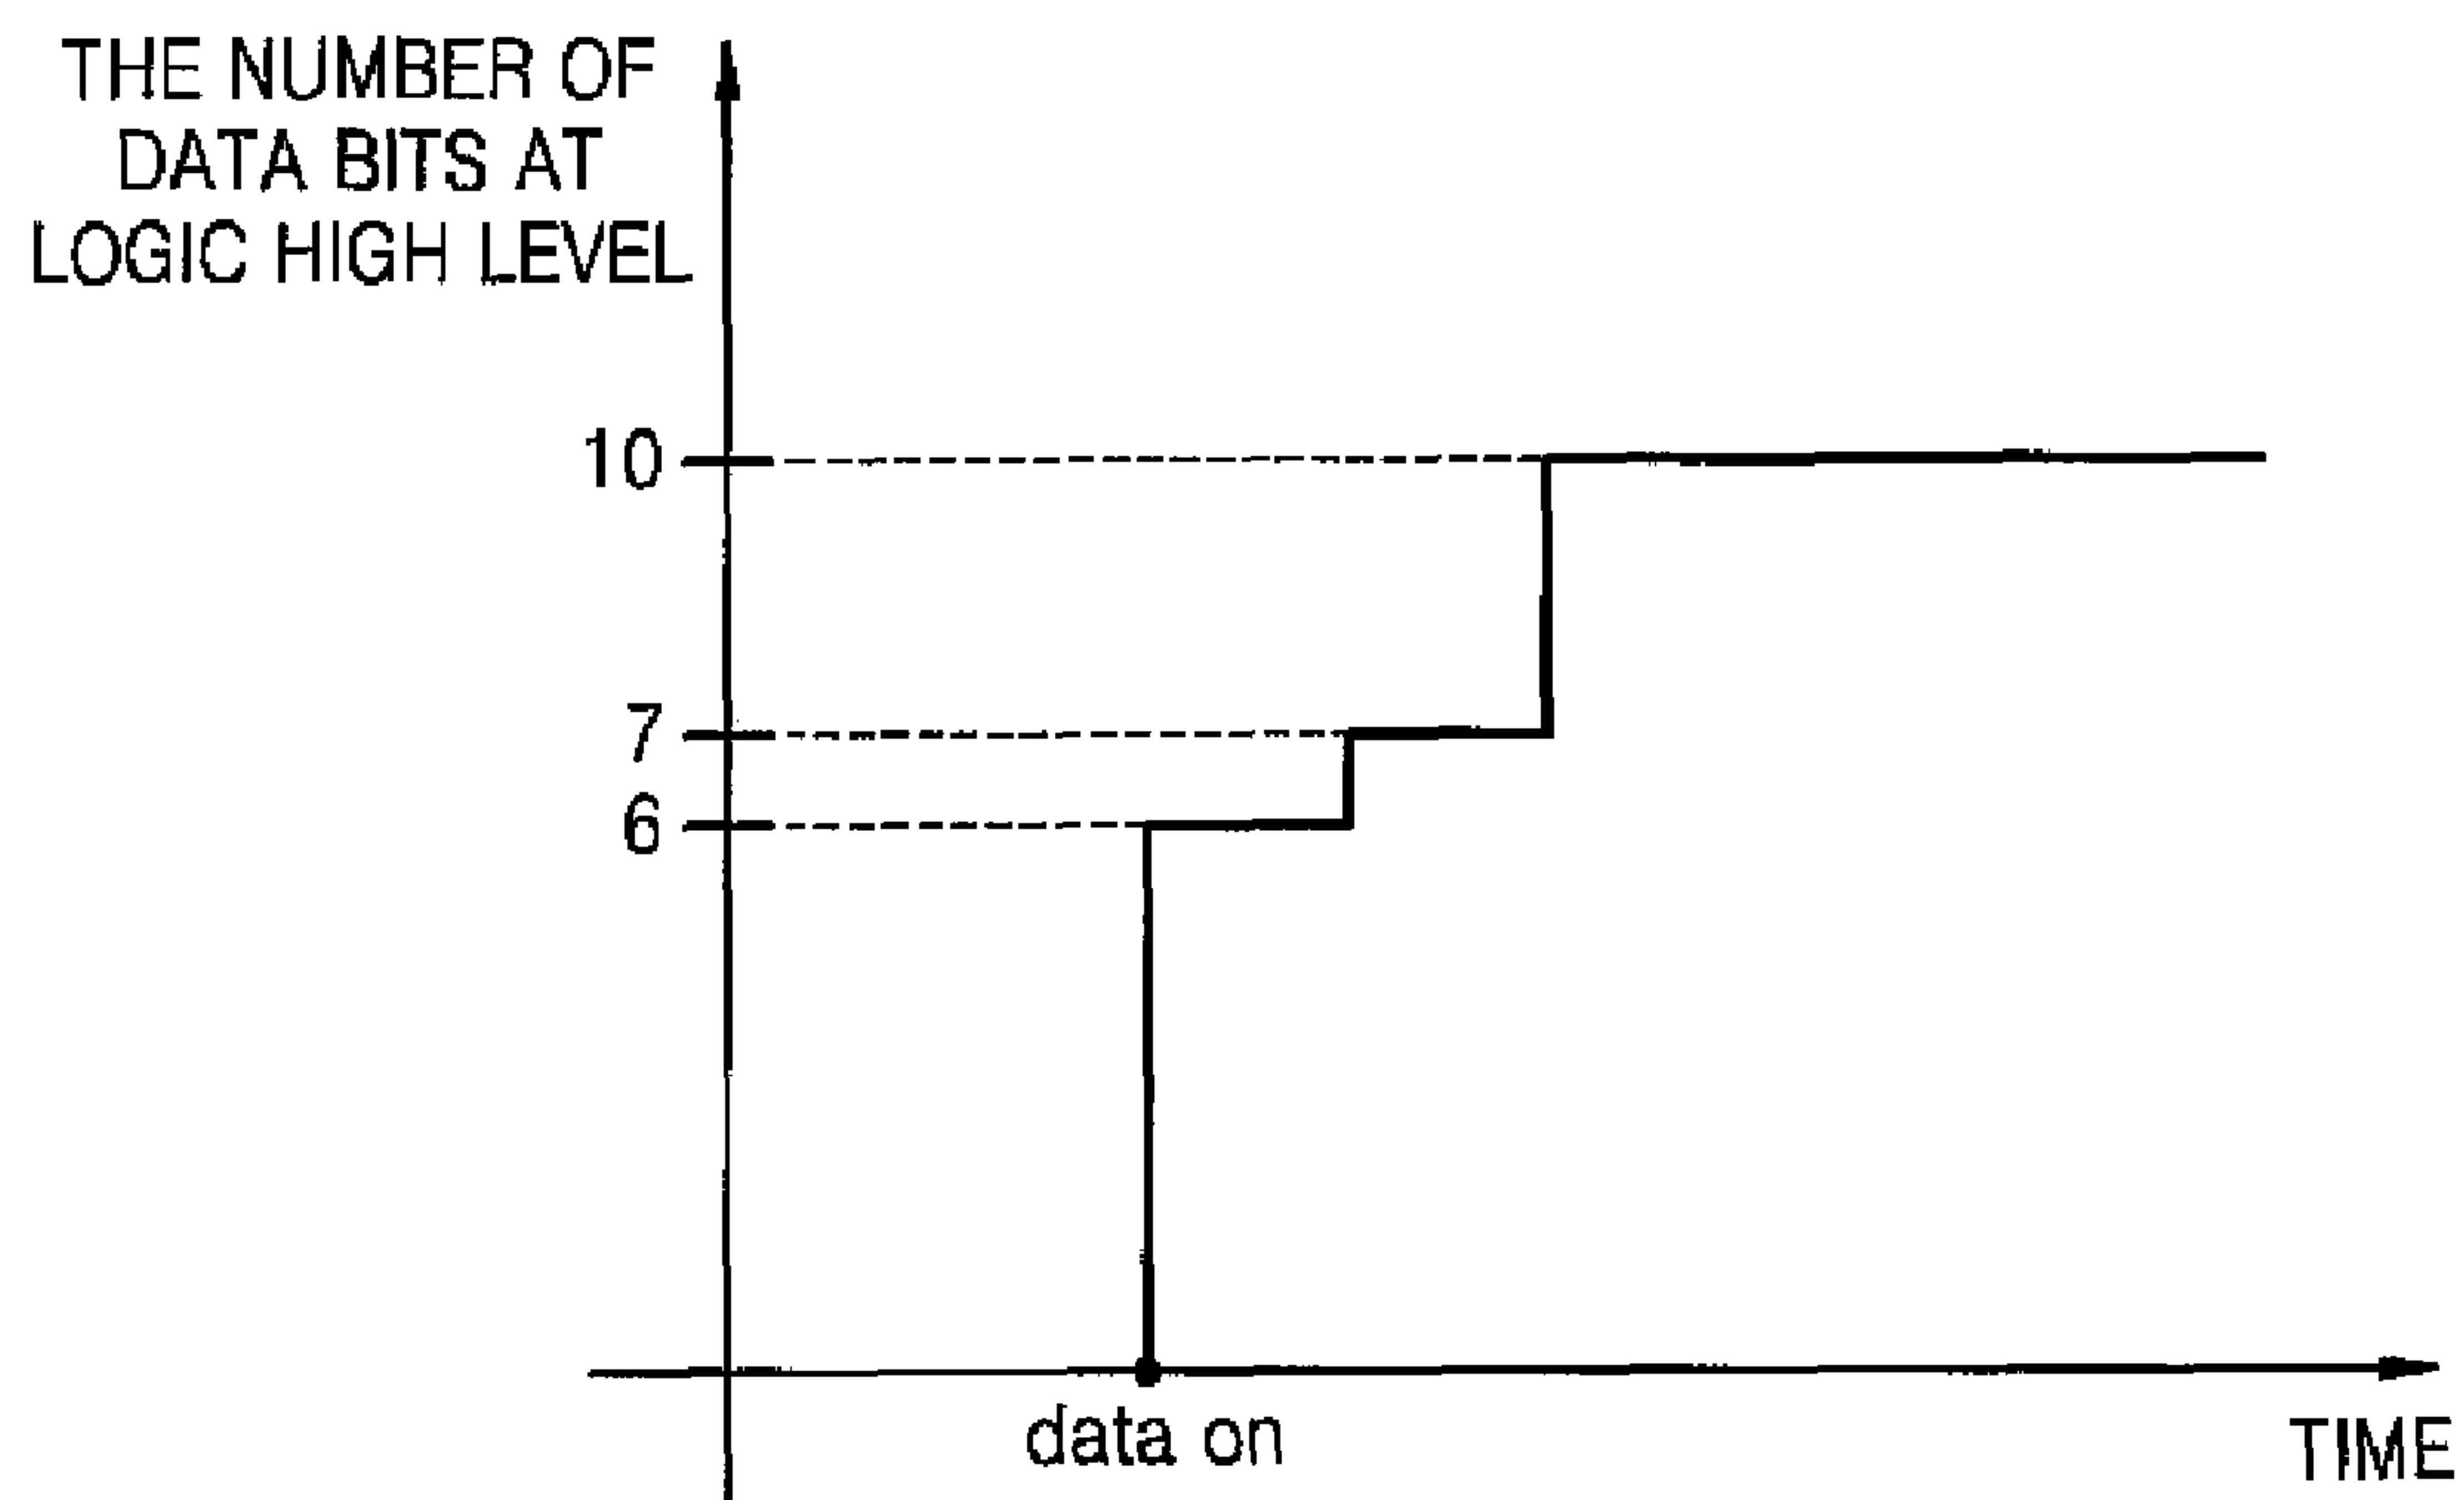 THE NUMBER OF
DATA BITS AT
LOGIC HIGH LEVEL
10
7
6
data on
TIME